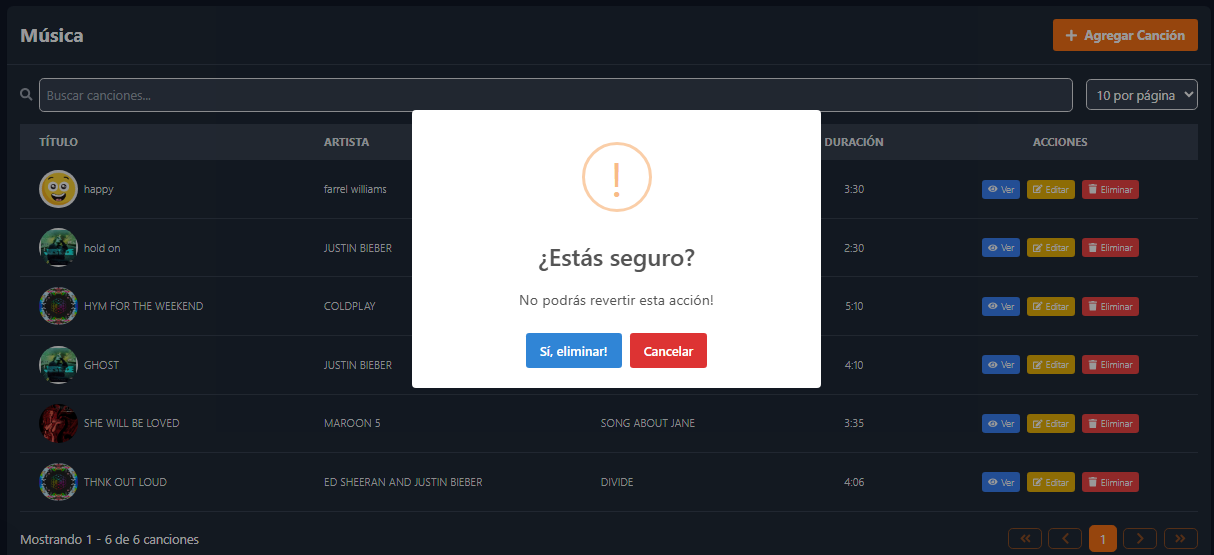 Música
Agregar Canción
Buscar canciones...
10 por página
TÍTULO ARTISTA DURACIÓN ACCIONES
happy farrel williams 3:30 Ver Editar Eliminar
hold on JUSTIN BIEBER 2:30 Ver Editar Eliminar
HYM FOR THE WEEKEND COLDPLAY 5:10 Ver Editar Eliminar
GHOST JUSTIN BIEBER 4:10 Ver Editar Eliminar
SHE WILL BE LOVED MAROON 5 SONG ABOUT JANE 3:35 Ver Editar Eliminar
THNK OUT LOUD ED SHEERAN AND JUSTIN BIEBER DIVIDE 4:06 Ver Editar Eliminar
!
¿Estás seguro?
No podrás revertir esta acción!
Sí, eliminar! Cancelar
Mostrando 1 - 6 de 6 canciones
« ‹ 1 › »